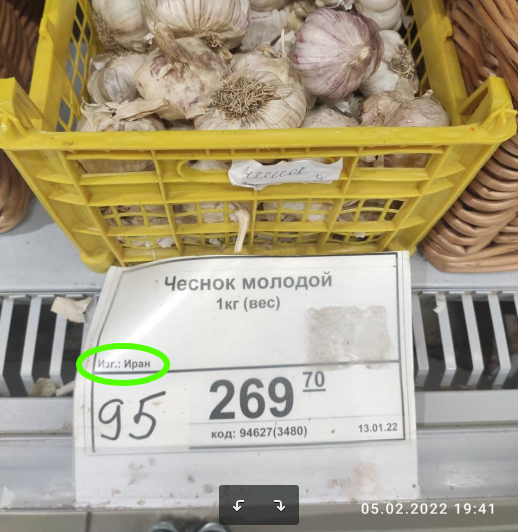 Чеснок
Чеснок молодой
1кг (вес)
Изг.: Иран
95
269 70
код: 94627(3480)
13.01.22
05.02.2022 19:41